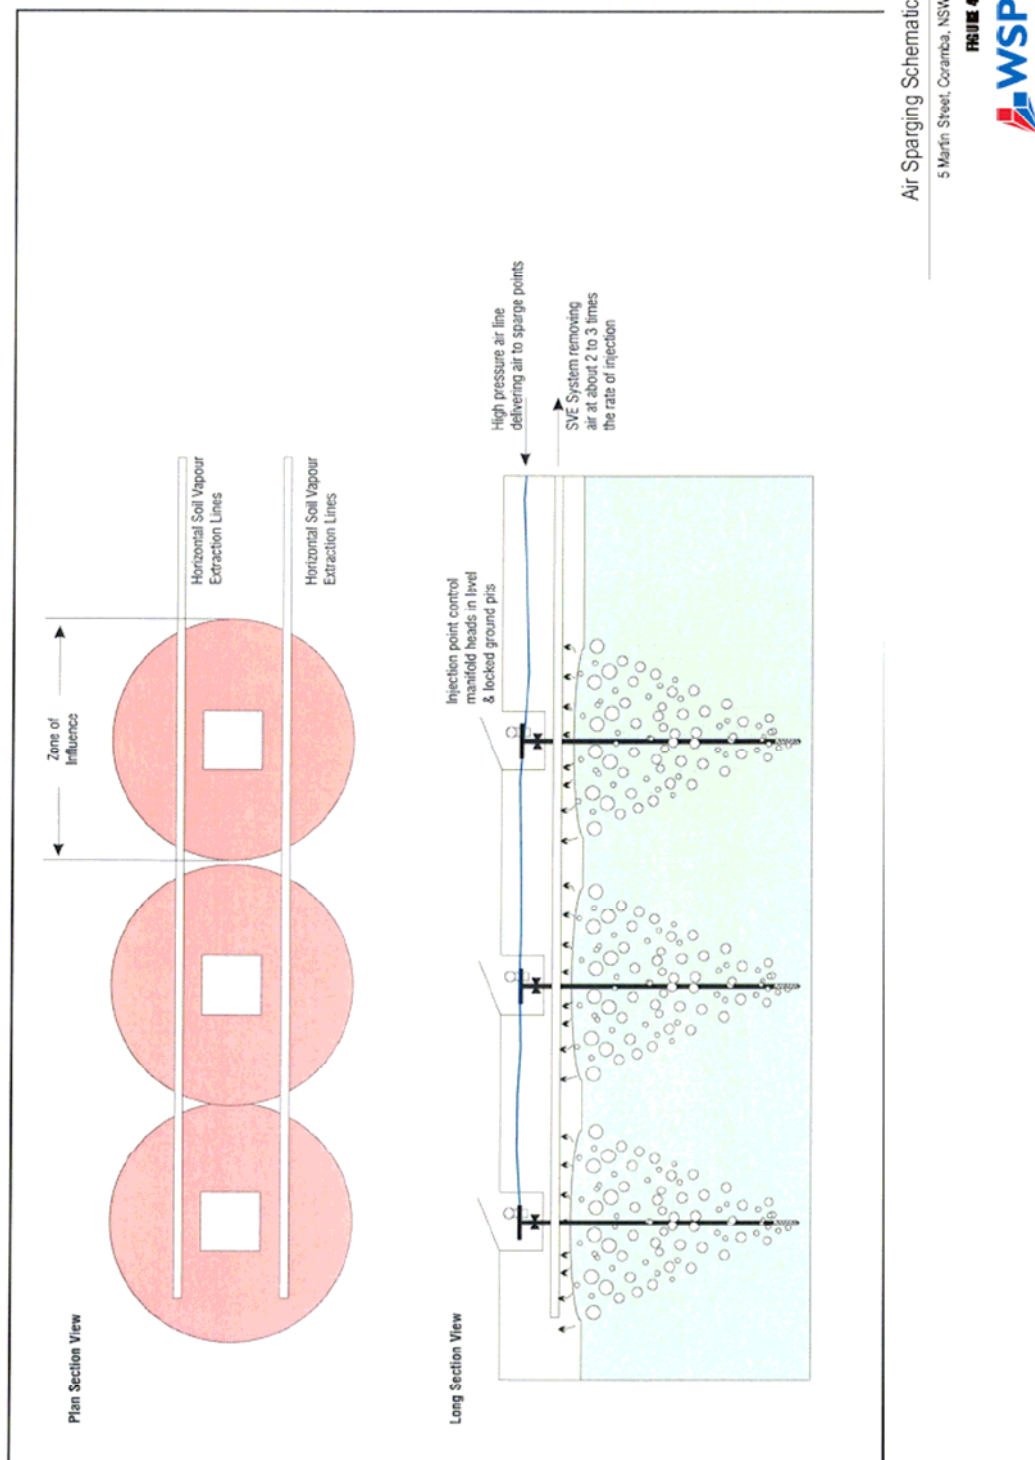 Plan Section View
Zone of
Influence
Horizontal Soil Vapour
Extraction Lines
Horizontal Soil Vapour
Extraction Lines
Long Section View
Injection point control
manifold heads in level
& locked ground pits
High pressure air line
delivering air to sparge points
SVE System removing
air at about 2 to 3 times
the rate of injection
Air Sparging Schematic
5 Martin Street, Coramba, NSW
FIGURE 4
WSP